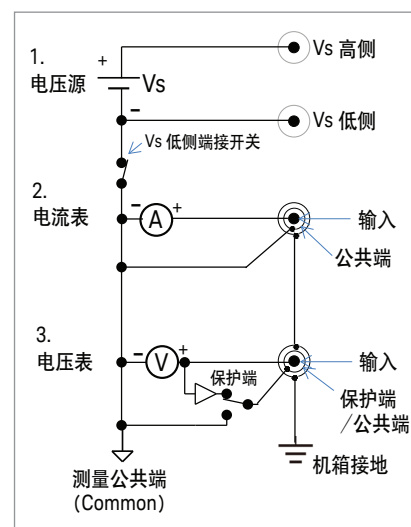 1.
电压源
+
Vs
-
Vs 高侧
Vs 低侧
Vs 低侧端接开关
2.
电流表
-
A
+
输入
公共端
3.
电压表
-
V
+
保护端
输入
保护端
/公共端
机箱接地
测量公共端
(Common)